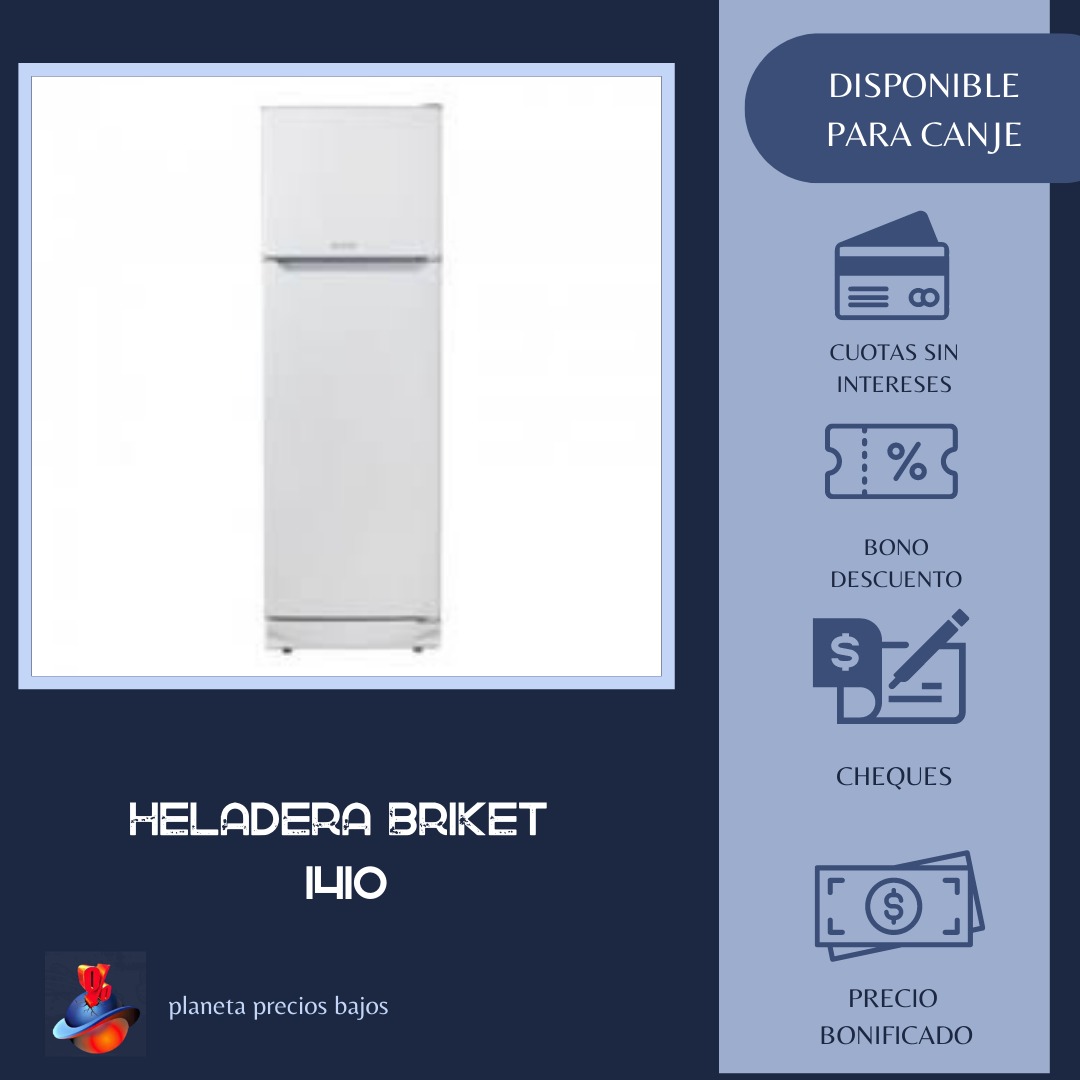 DISPONIBLE
PARA CANJE
CUOTAS SIN
INTERESES
%
BONO
DESCUENTO
$
CHEQUES
$
PRECIO
BONIFICADO
HELADERA BRIKET
1410
%
planeta precios bajos